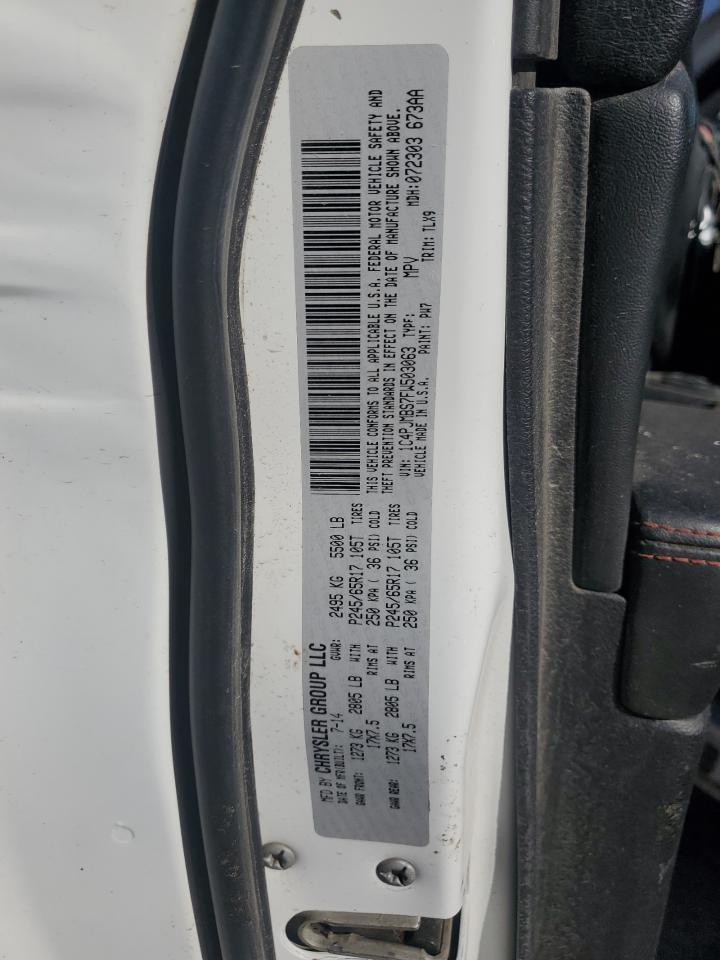 MFD BY CHRYSLER GROUP LLC
DATE OF MFR(BUILT): 7-14 GVWR: 2495 KG 5500 LB
GAWR FRONT: 1273 KG 2805 LB WITH P245/65R17 105T TIRES
17X7.5 RIMS AT 250 KPA ( 36 PSI) COLD
GAWR REAR: 1273 KG 2805 LB WITH P245/65R17 105T TIRES
17X7.5 RIMS AT 250 KPA ( 36 PSI) COLD
THIS VEHICLE CONFORMS TO ALL APPLICABLE U.S.A. FEDERAL MOTOR VEHICLE SAFETY AND
THEFT PREVENTION STANDARDS IN EFFECT ON THE DATE OF MANUFACTURE SHOWN ABOVE.
VIN: 1C4PJMBS7FW503063 TYPE: MPV MDH:072303 673AA
VEHICLE MADE IN U.S.A. PAINT: PW7 TRIM: TLX9